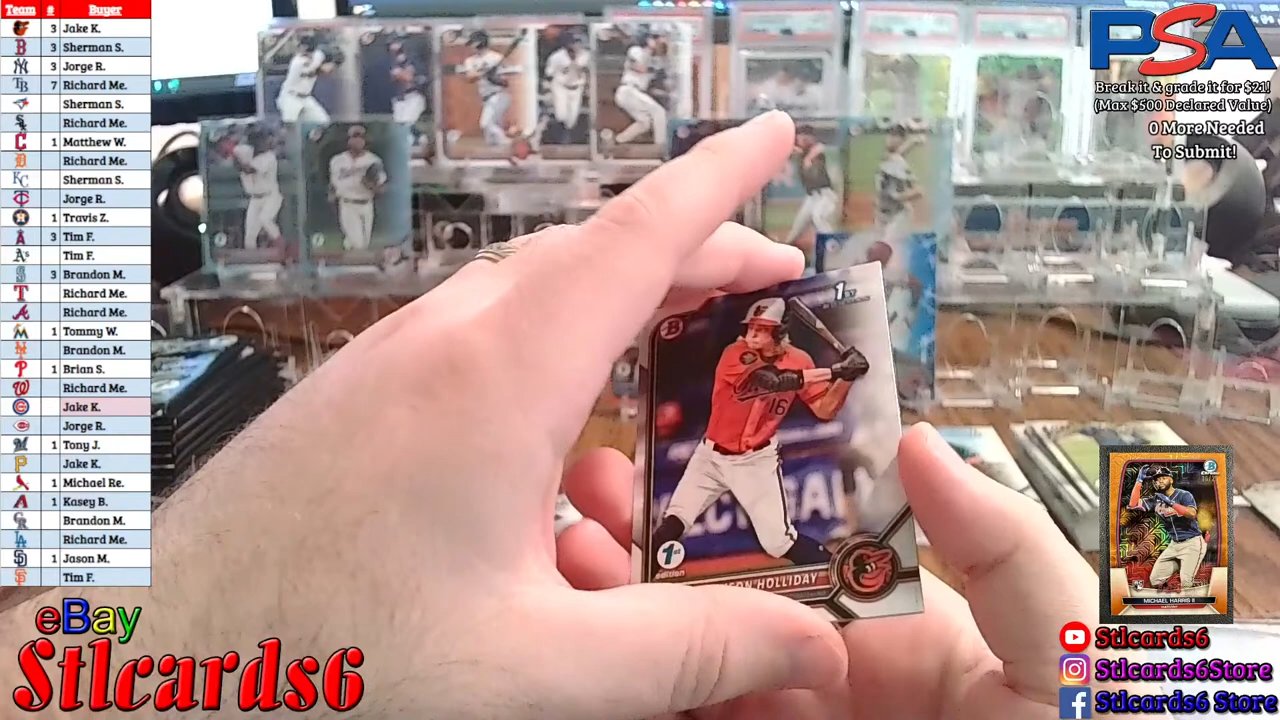 Team # Buyer
3 Jake K.
3 Sherman S.
3 Jorge R.
7 Richard Me.
Sherman S.
Richard Me.
1 Matthew W.
Richard Me.
Sherman S.
Jorge R.
1 Travis Z.
3 Tim F.
Tim F.
3 Brandon M.
Richard Me.
Richard Me.
1 Tommy W.
Brandon M.
1 Brian S.
Richard Me.
Jake K.
Jorge R.
1 Tony J.
Jake K.
1 Michael Re.
1 Kasey B.
Brandon M.
Richard Me.
1 Jason M.
Tim F.
eBay
Stlcards6
1st
16
1st
edition
HOLLIDAY
PSA
Break it & grade it for $21!
(Max $500 Declared Value)
0 More Needed
To Submit!
MICHAEL HARRIS II
Stlcards6
Stlcards6Store
Stlcards6 Store